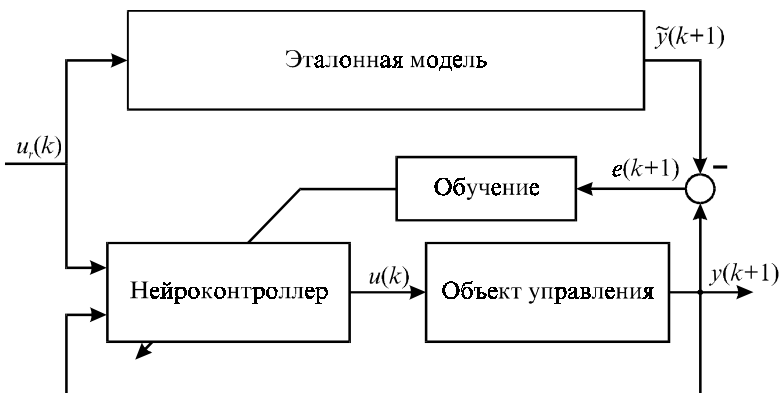 Эталонная модель
ỹ(k+1)
uᵣ(k)
–
e(k+1)
Обучение
Нейроконтроллер
u(k)
Объект управления
y(k+1)